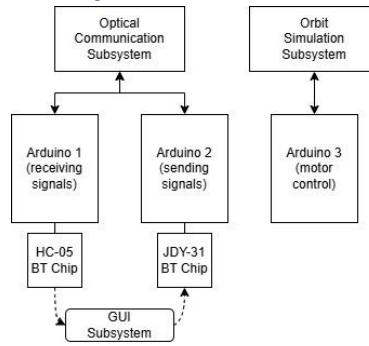 Optical
Communication
Subsystem
Orbit
Simulation
Subsystem
Arduino 1
(receiving
signals)
Arduino 2
(sending
signals)
Arduino 3
(motor
control)
HC-05
BT Chip
JDY-31
BT Chip
GUI
Subsystem